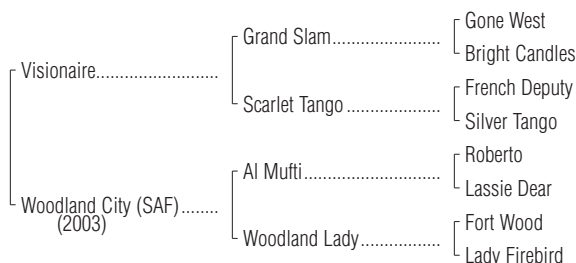 Gone West
Grand Slam........................
Bright Candles
Visionaire...........................
French Deputy
Scarlet Tango .....................
Silver Tango
Roberto
Al Mufti..............................
Lassie Dear
Woodland City (SAF)........
(2003)
Fort Wood
Woodland Lady.................
Lady Firebird